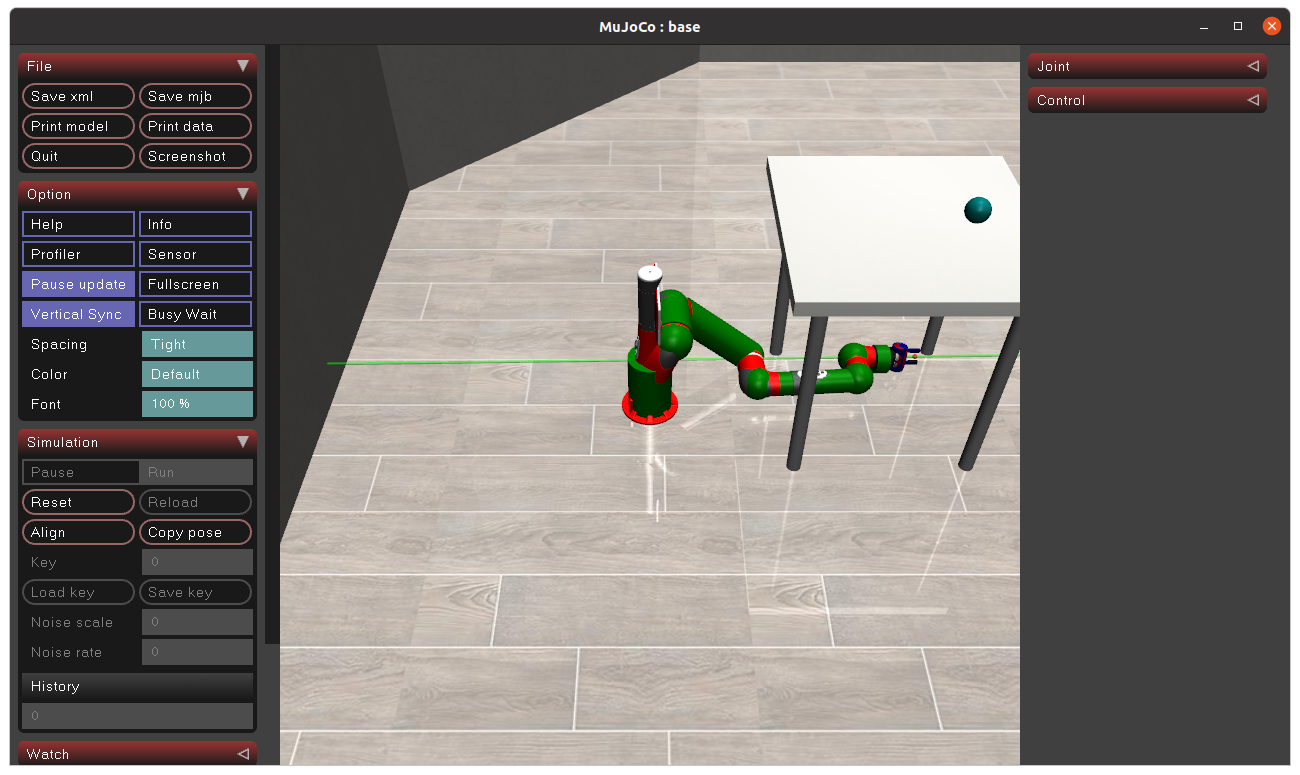 MuJoCo : base
File
Save xml Save mjb
Print model Print data
Quit Screenshot
Option
Help Info
Profiler Sensor
Pause update Fullscreen
Vertical Sync Busy Wait
Spacing Tight
Color Default
Font 100 %
Simulation
Pause Run
Reset Reload
Align Copy pose
Key 0
Load key Save key
Noise scale 0
Noise rate 0
History
0
Watch
Joint
Control